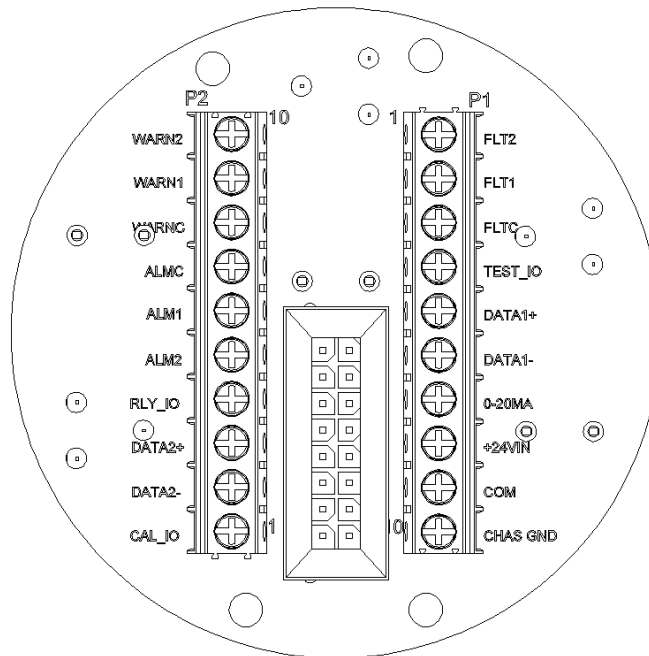 P2
P1
10
1
WARN2
FLT2
WARN1
FLT1
WARNC
FLTC
ALMC
TEST_IO
ALM1
DATA1+
ALM2
DATA1-
RLY_IO
0-20MA
DATA2+
+24VIN
DATA2-
COM
1
10
CAL_IO
CHAS GND